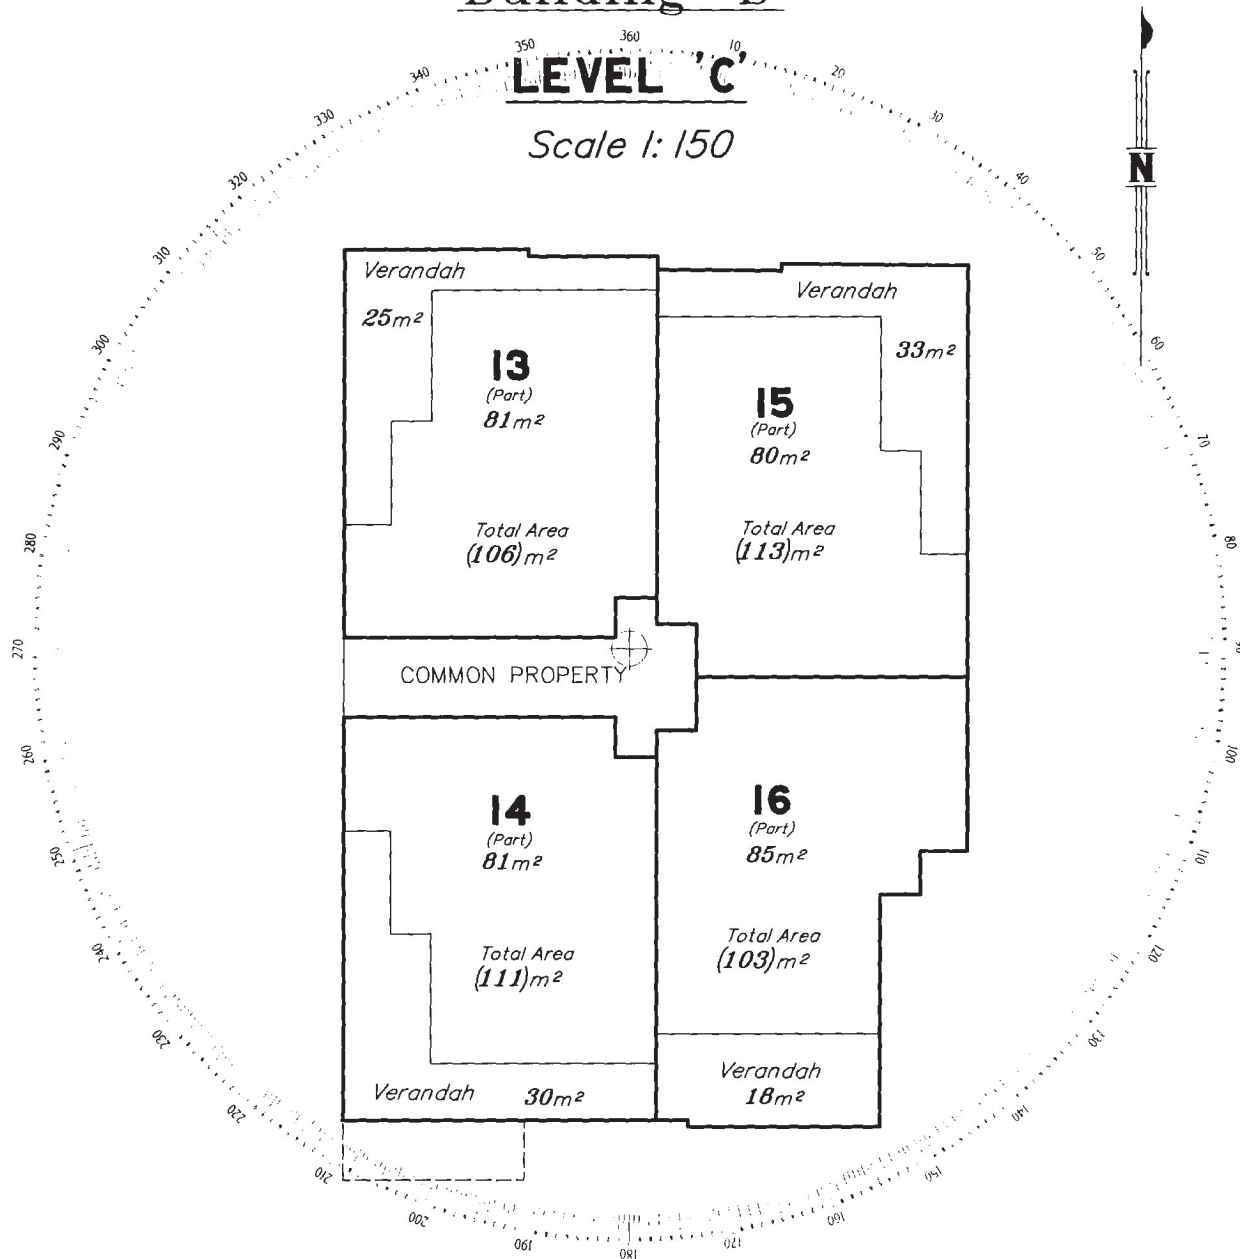 Building B
LEVEL 'C'
Scale 1:150
N
350
360
10
340
20
330
30
320
40
310
50
300
60
290
70
280
80
270
260
100
250
110
240
120
230
130
220
140
210
150
200
160
190
180
170
Verandah
25m²
13
(Part)
81m²
Total Area
(106)m²
Verandah
33m²
15
(Part)
80m²
Total Area
(113)m²
COMMON PROPERTY
14
(Part)
81m²
Total Area
(111)m²
Verandah 30m²
16
(Part)
85m²
Total Area
(103)m²
Verandah
18m²